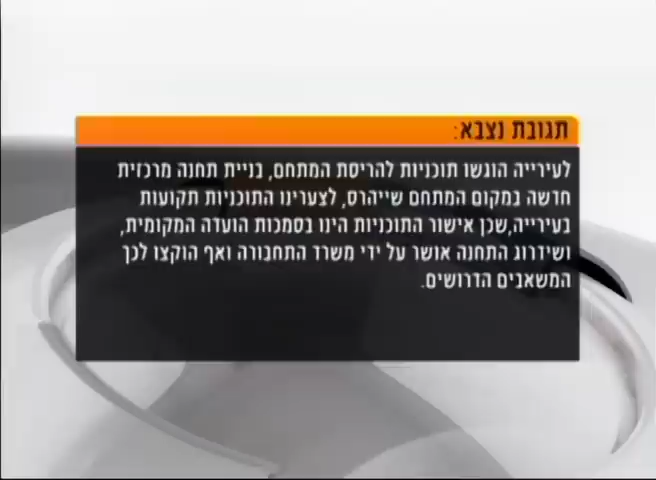 תגובת נצבא:
לעירייה הוגשו תוכניות להריסת המתחם, בניית תחנה מרכזית
חדשה במקום המתחם שייהרס, לצערינו התוכניות תקועות
בעירייה,שכן אישור התוכניות הינו בסמכות הועדה המקומית,
ושידרוג התחנה אושר על ידי משרד התחבורה ואף הוקצו לכך
המשאבים הדרושים.